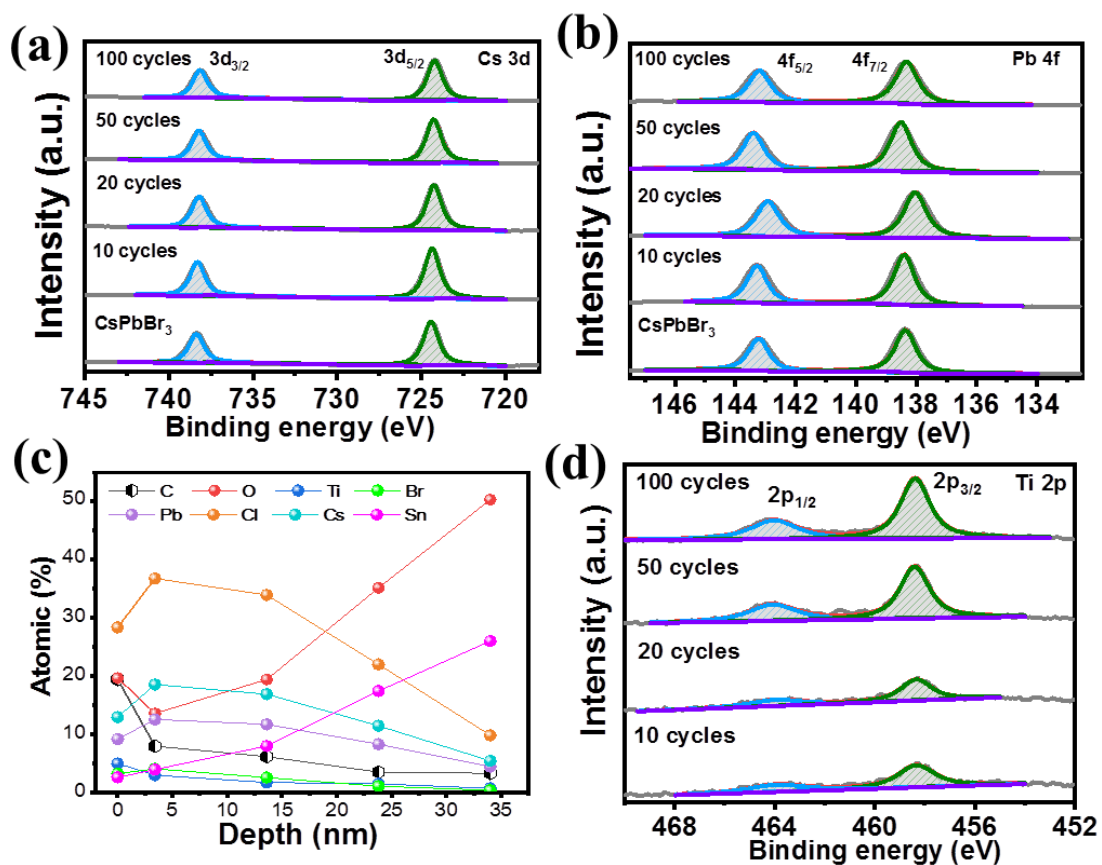 (a)
100 cycles
3d3/2
3d5/2
Cs 3d
50 cycles
20 cycles
10 cycles
CsPbBr3
Intensity (a.u.)
745 740 735 730 725 720
Binding energy (eV)
(b)
100 cycles
4f5/2
4f7/2
Pb 4f
50 cycles
20 cycles
10 cycles
CsPbBr3
Intensity (a.u.)
146 144 142 140 138 136 134
Binding energy (eV)
(c)
C O Ti Br
Pb Cl Cs Sn
50
40
30
20
10
0
Atomic (%)
0 5 10 15 20 25 30 35
Depth (nm)
(d)
100 cycles
2p1/2
2p3/2
Ti 2p
50 cycles
20 cycles
10 cycles
Intensity (a.u.)
468 464 460 456 452
Binding energy (eV)